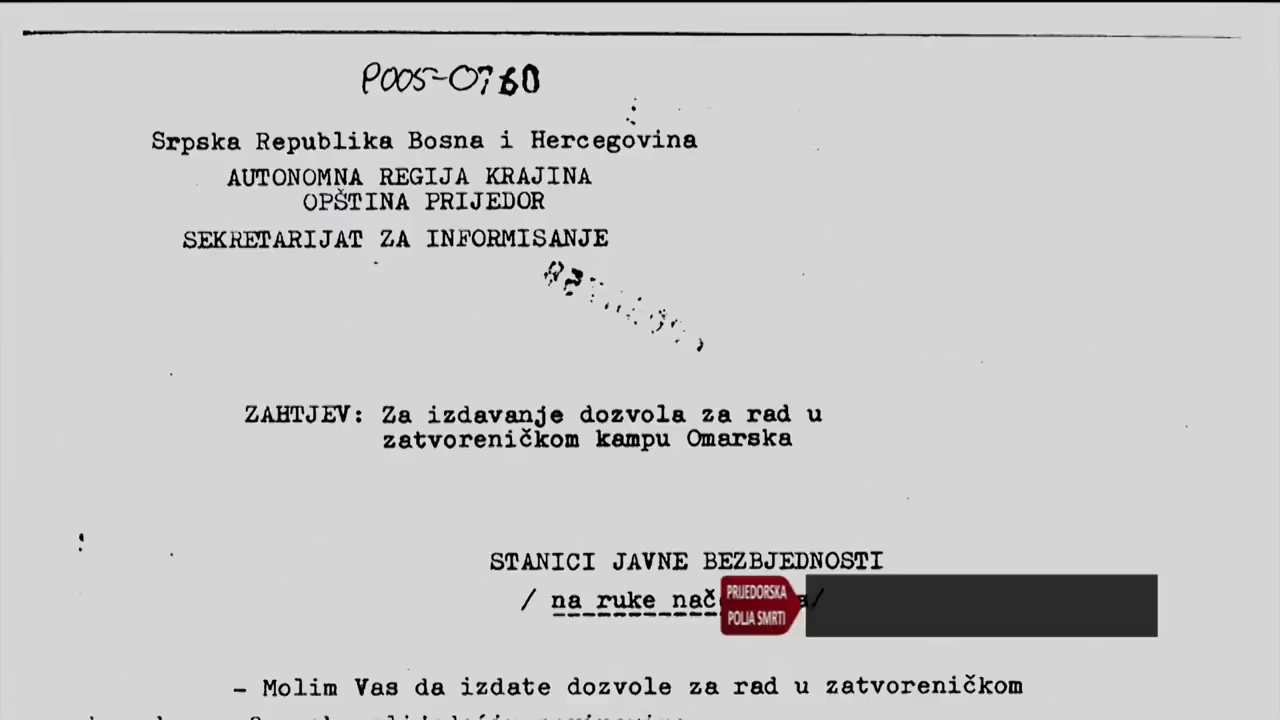 P005-0760
Srpska Republika Bosna i Hercegovina
AUTONOMNA REGIJA KRAJINA
OPŠTINA PRIJEDOR
SEKRETARIJAT ZA INFORMISANJE
ZAHTJEV: Za izdavanje dozvola za rad u
zatvoreničkom kampu Omarska
STANICI JAVNE BEZBJEDNOSTI
/ na ruke
PRIJEDORSKA
POLJA SMRTI
- Molim Vas da izdate dozvole za rad u zatvoreničkom